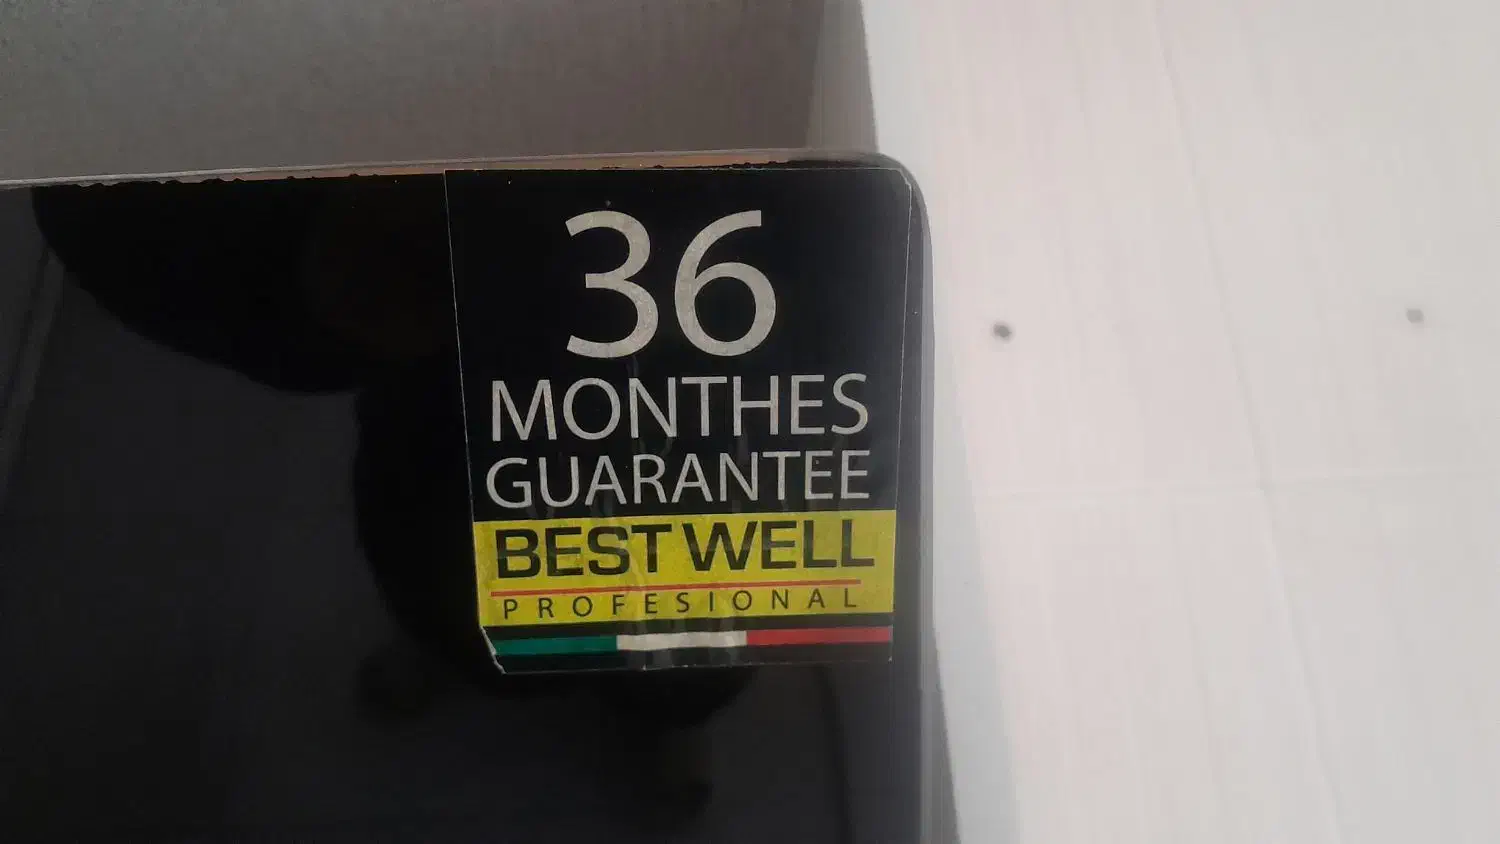 36
MONTHES
GUARANTEE
BEST WELL
PROFESIONAL